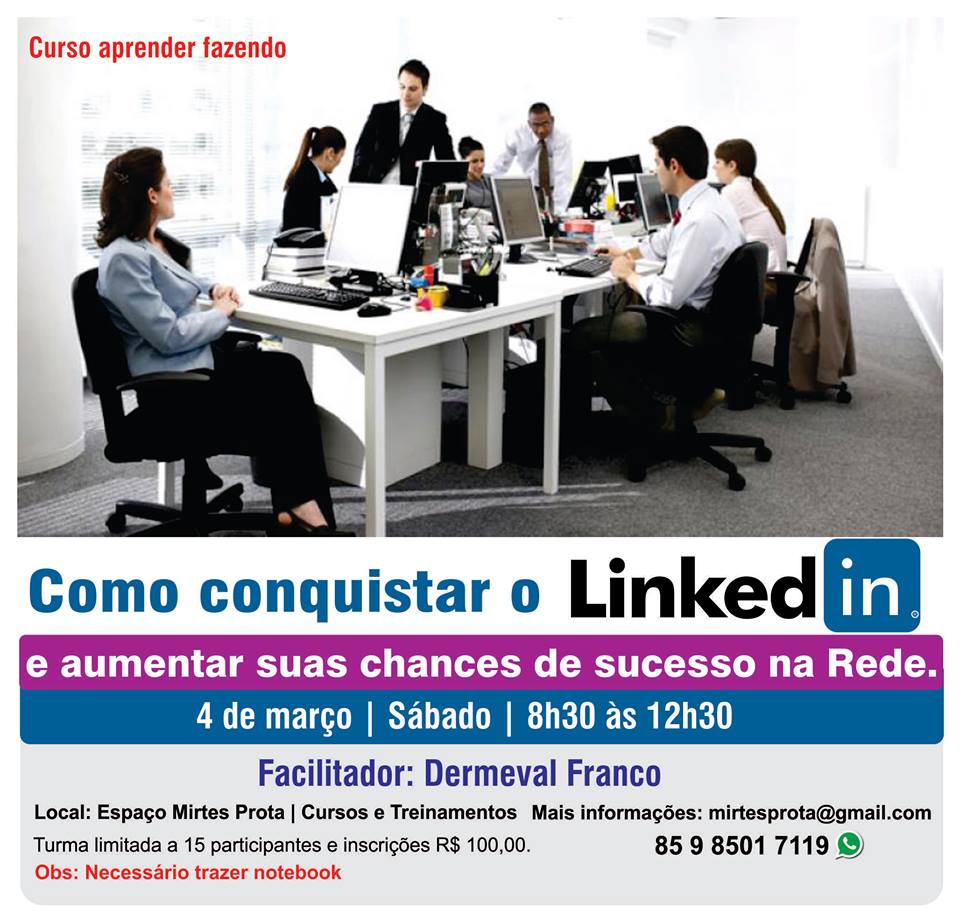 Curso aprender fazendo
Como conquistar o Linked in
e aumentar suas chances de sucesso na Rede.
4 de março | Sábado | 8h30 às 12h30
Facilitador: Dermeval Franco
Local: Espaço Mirtes Prota | Cursos e Treinamentos Mais informações: mirtesprota@gmail.com
Turma limitada a 15 participantes e inscrições R$ 100,00. 85 9 8501 7119
Obs: Necessário trazer notebook